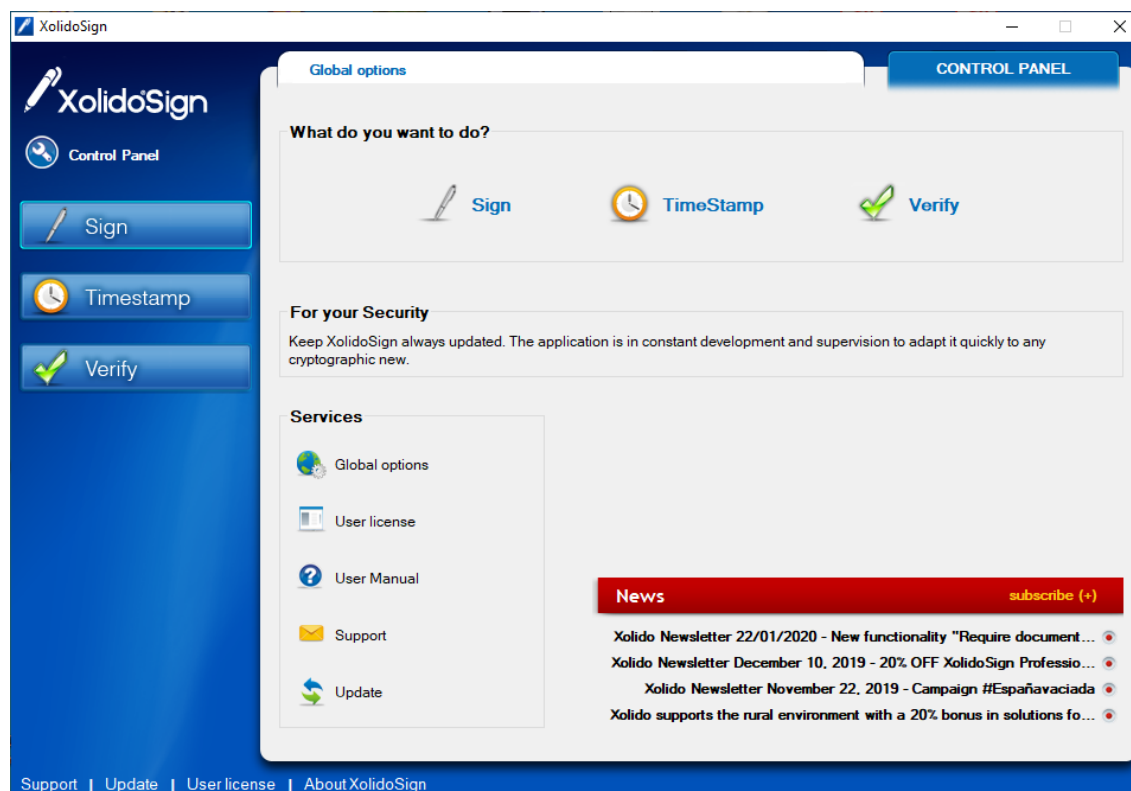 XolidoSign
XolidoSign
Control Panel
Sign
Timestamp
Verify
Global options
CONTROL PANEL
What do you want to do?
Sign
TimeStamp
Verify
For your Security
Keep XolidoSign always updated. The application is in constant development and supervision to adapt it quickly to any
cryptographic new.
Services
Global options
User license
User Manual
Support
Update
News
subscribe (+)
Xolido Newsletter 22/01/2020 - New functionality "Require document...
Xolido Newsletter December 10, 2019 - 20% OFF XolidoSign Professio...
Xolido Newsletter November 22, 2019 - Campaign #Españavaciada
Xolido supports the rural environment with a 20% bonus in solutions fo...
Support | Update | User license | About XolidoSign